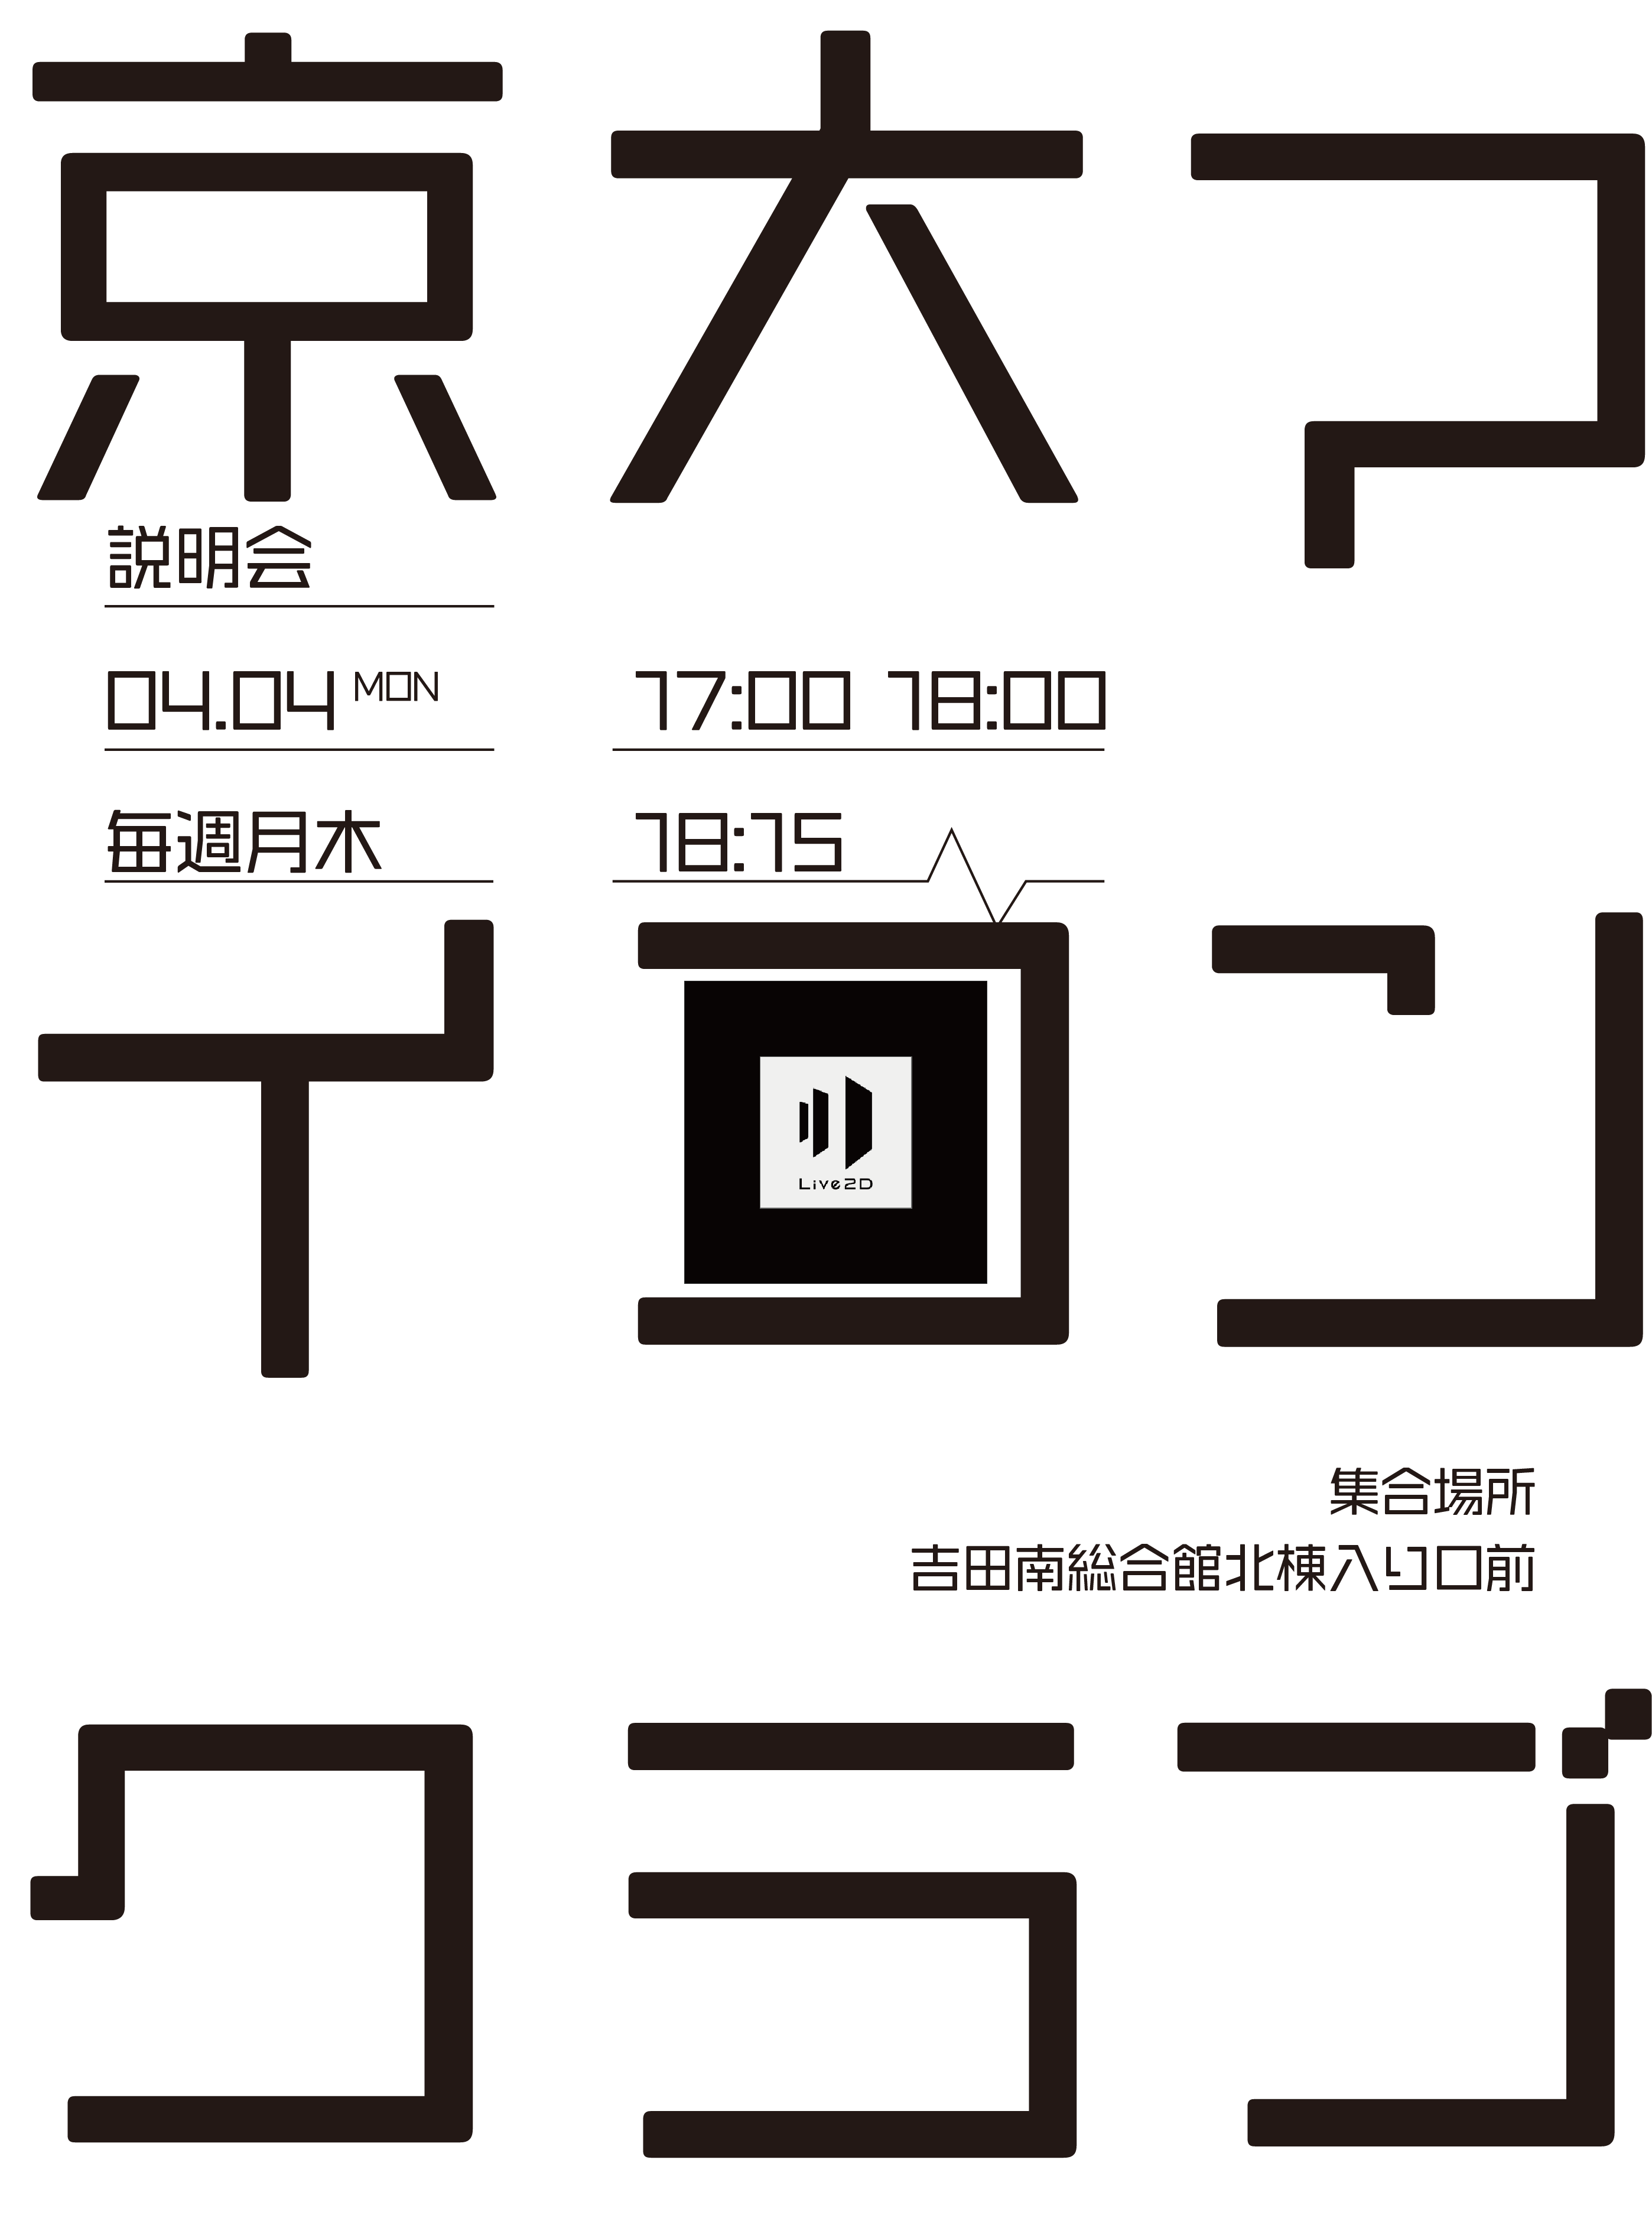 京大マ
説明会
04.04 MON 17:00 18:00
毎週月木 18:15
イコン
Live2D
集合場所
吉田南総合館北棟入り口前
クラブ